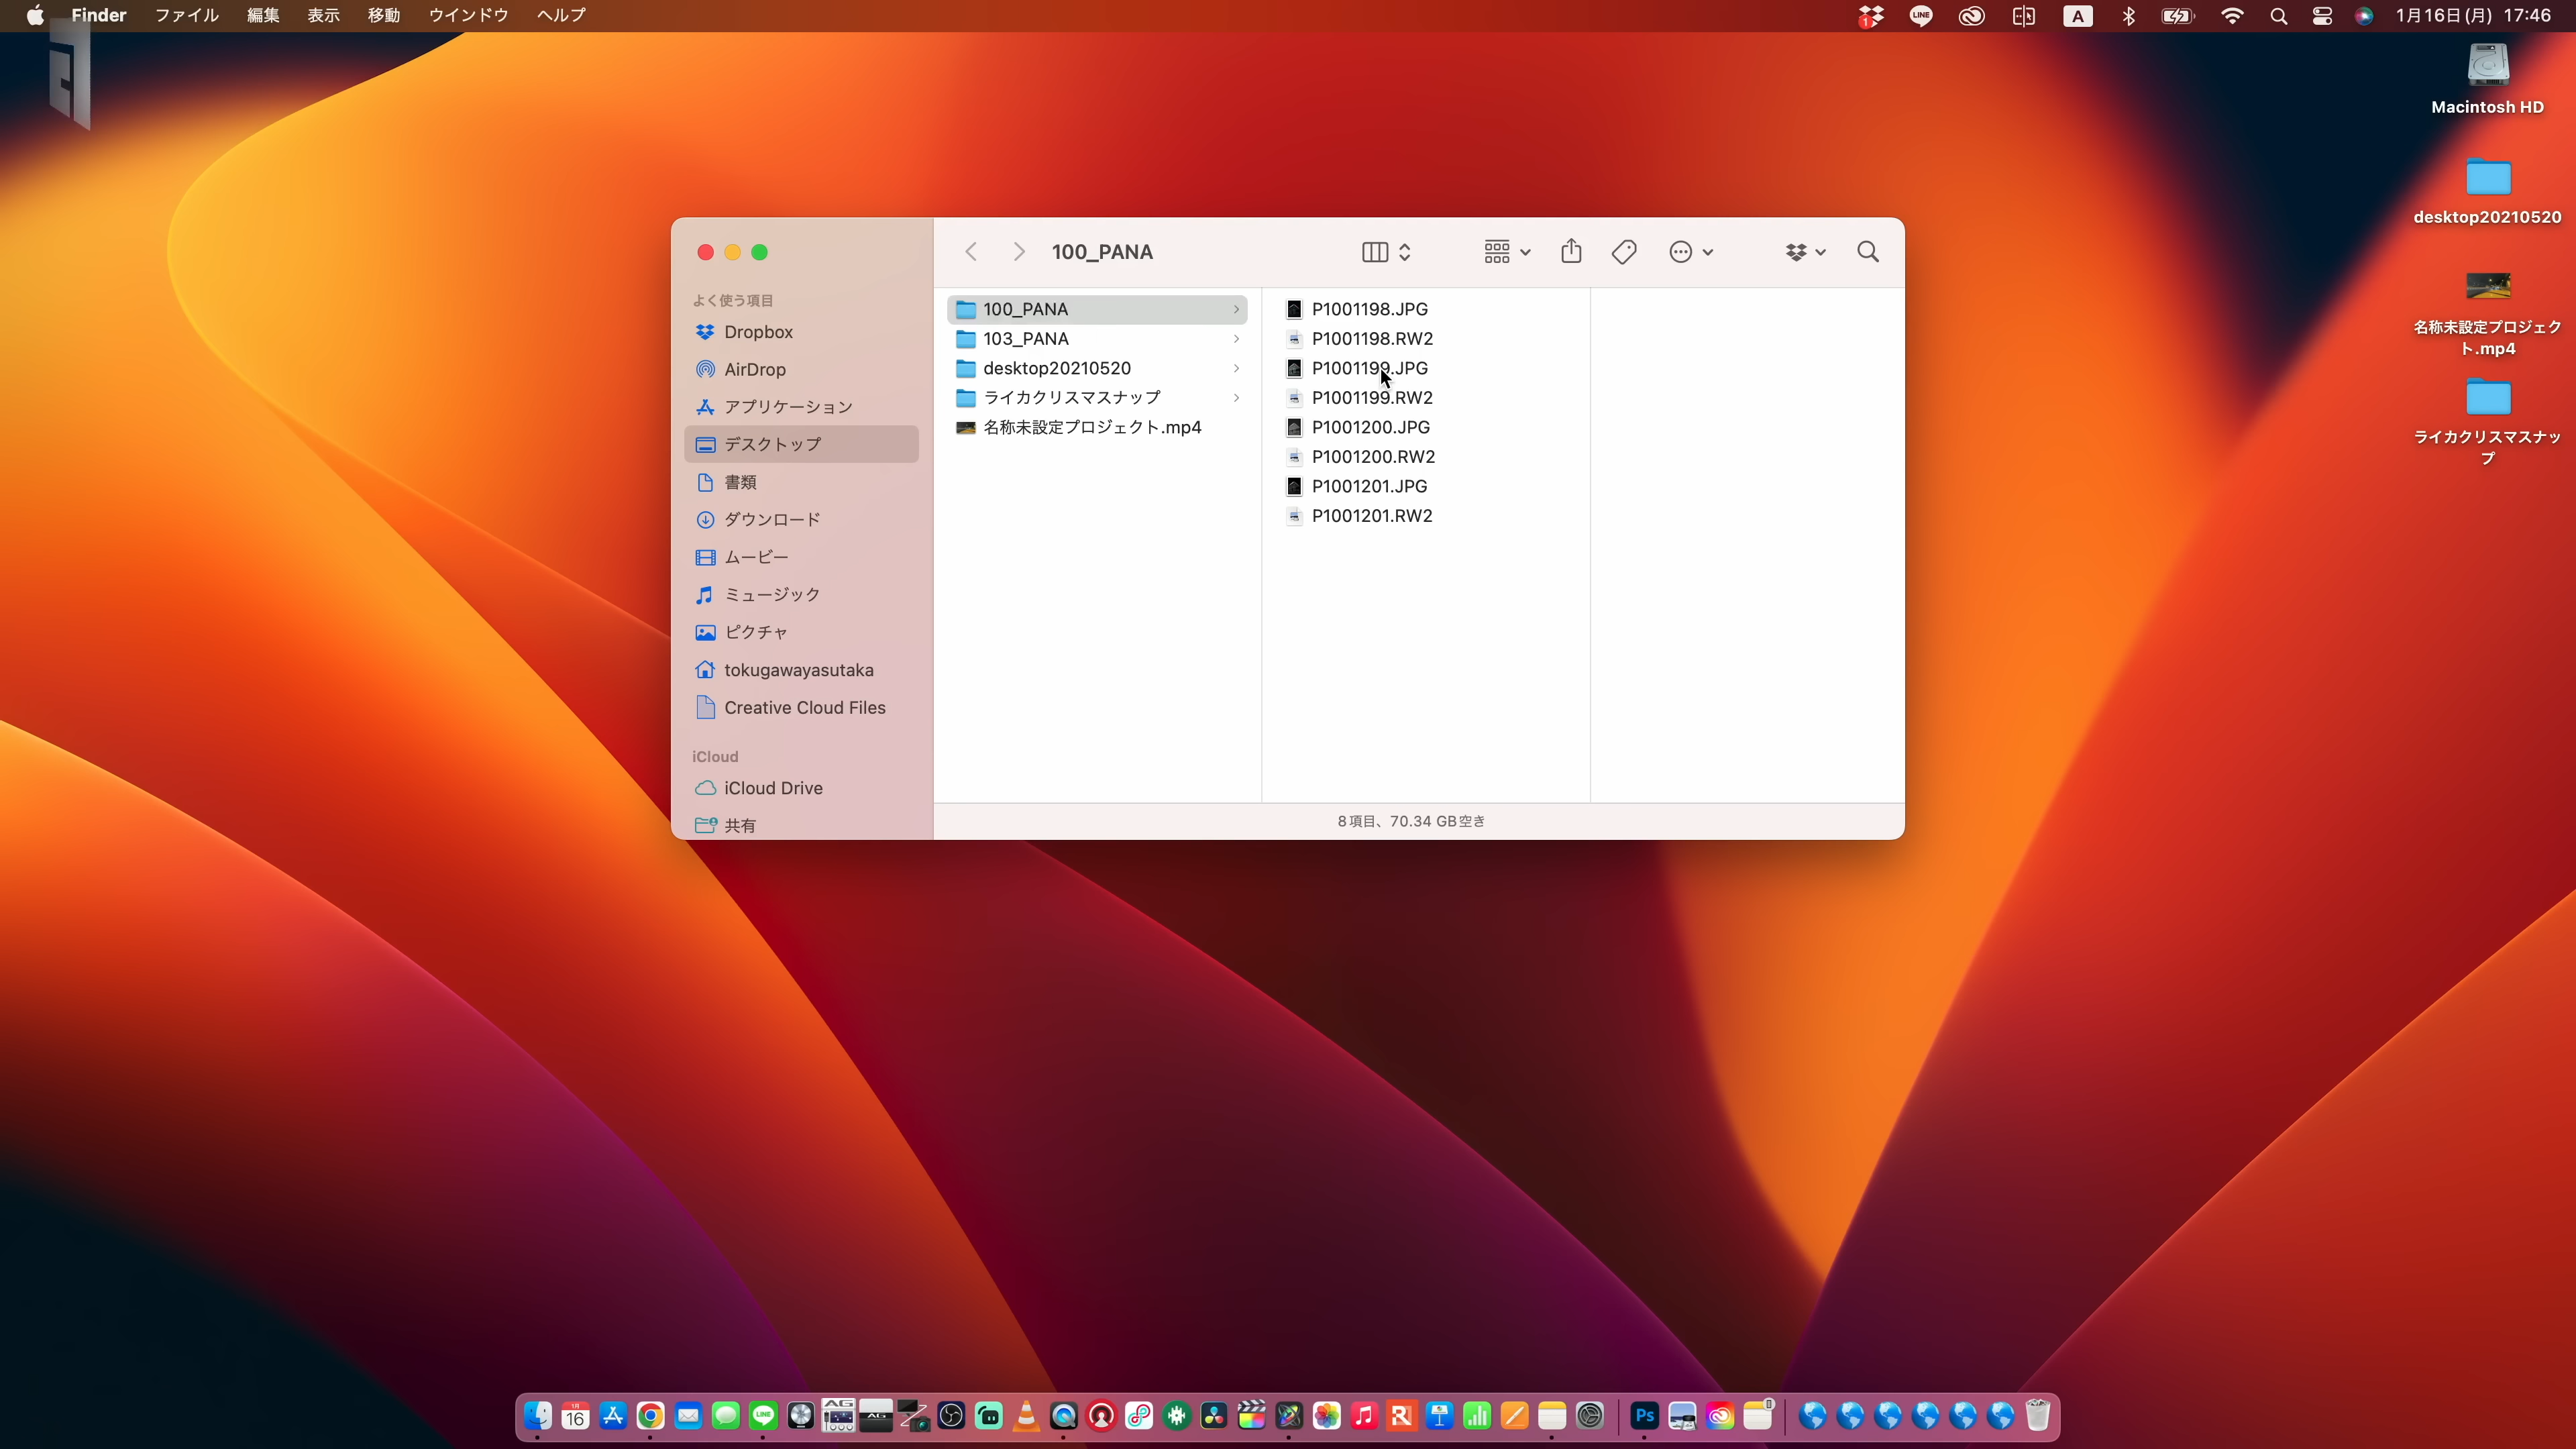 Finder ファイル 編集 表示 移動 ウインドウ ヘルプ
1 LINE A 1月16日(月) 17:46
Macintosh HD
desktop20210520
名称未設定プロジェク
ト.mp4
ライカクリスマスナッ
プ
100_PANA
よく使う項目
Dropbox
AirDrop
アプリケーション
デスクトップ
書類
ダウンロード
ムービー
ミュージック
ピクチャ
tokugawayasutaka
Creative Cloud Files
iCloud
iCloud Drive
共有
100_PANA
103_PANA
desktop20210520
ライカクリスマスナップ
名称未設定プロジェクト.mp4
P1001198.JPG
P1001198.RW2
P1001199.JPG
P1001199.RW2
P1001200.JPG
P1001200.RW2
P1001201.JPG
P1001201.RW2
8項目、70.34 GB空き
16 LINE AG AG Ps